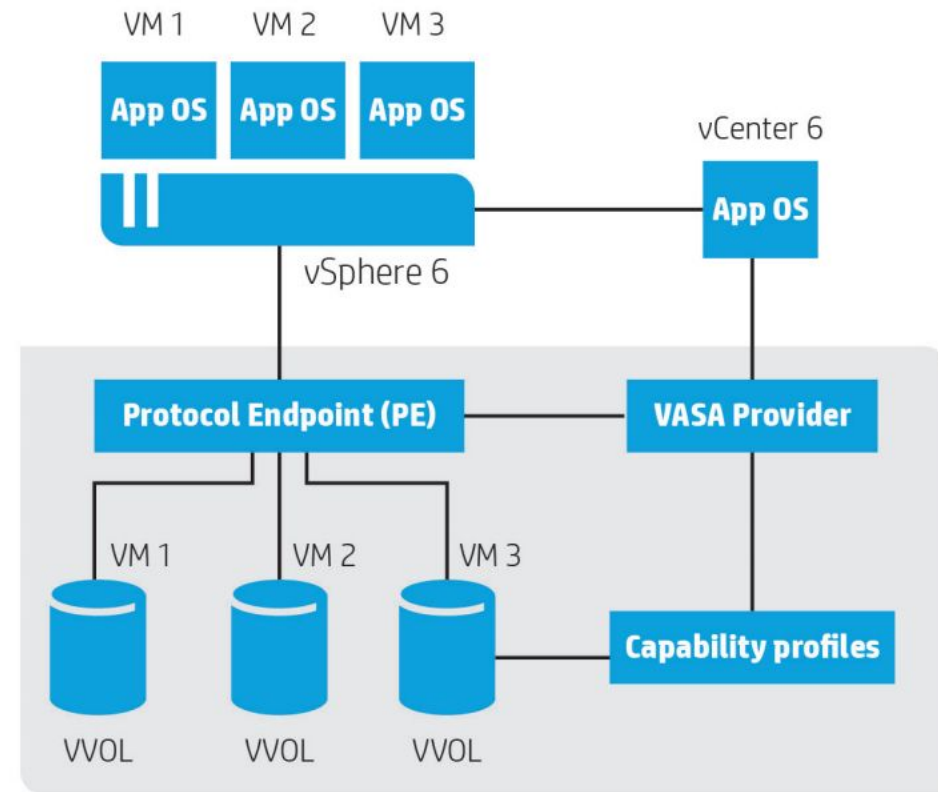 VM 1
VM 2
VM 3
App OS
App OS
App OS
vCenter 6
App OS
vSphere 6
Protocol Endpoint (PE)
VASA Provider
VM 1
VM 2
VM 3
Capability profiles
VVOL
VVOL
VVOL